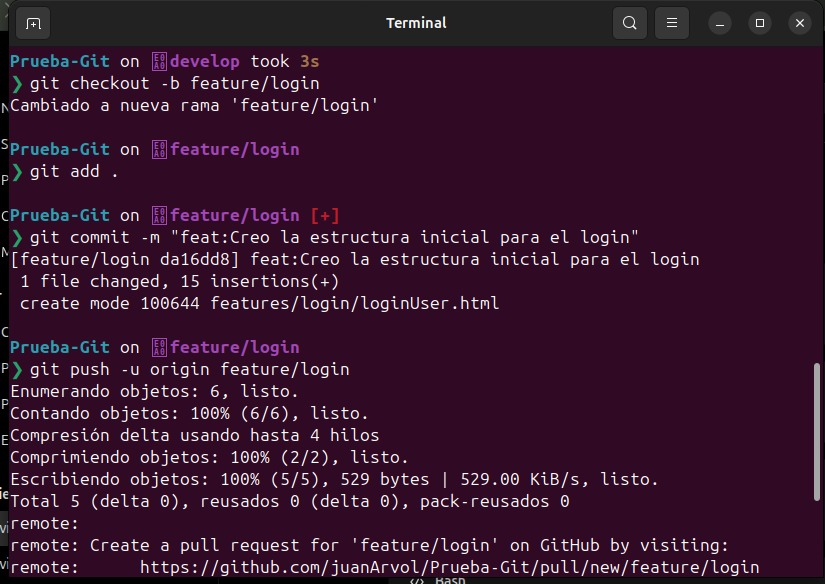 Terminal
Prueba-Git on develop took 3s
❯ git checkout -b feature/login
Cambiado a nueva rama 'feature/login'
Prueba-Git on feature/login
❯ git add .
Prueba-Git on feature/login [+]
❯ git commit -m "feat:Creo la estructura inicial para el login"
[feature/login da16dd8] feat:Creo la estructura inicial para el login
1 file changed, 15 insertions(+)
create mode 100644 features/login/loginUser.html
Prueba-Git on feature/login
❯ git push -u origin feature/login
Enumerando objetos: 6, listo.
Contando objetos: 100% (6/6), listo.
Compresión delta usando hasta 4 hilos
Comprimiendo objetos: 100% (2/2), listo.
Escribiendo objetos: 100% (5/5), 529 bytes | 529.00 KiB/s, listo.
Total 5 (delta 0), reusados 0 (delta 0), pack-reusados 0
remote:
remote: Create a pull request for 'feature/login' on GitHub by visiting:
remote: https://github.com/juanArvol/Prueba-Git/pull/new/feature/login